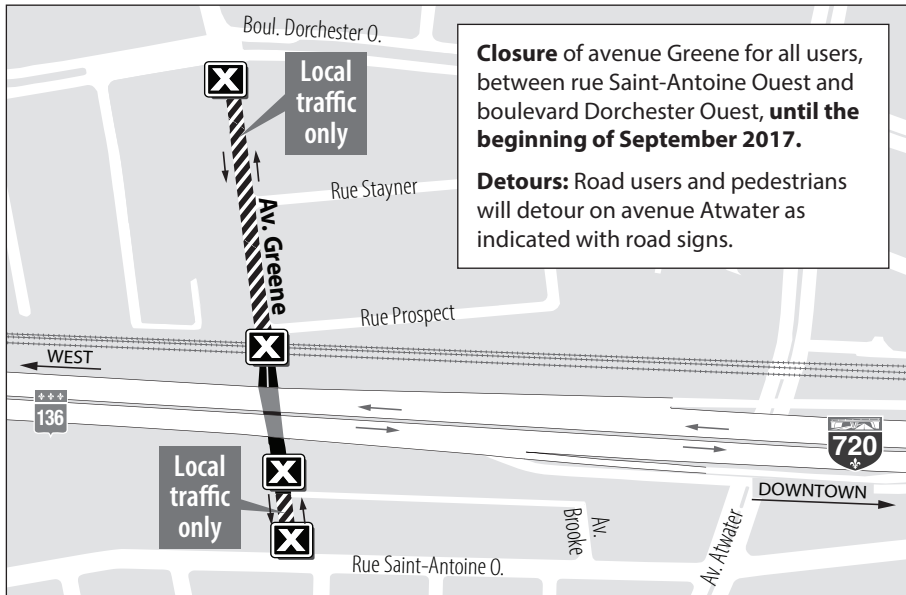 Boul. Dorchester O.
Local
traffic
only
Closure of avenue Greene for all users,
between rue Saint-Antoine Ouest and
boulevard Dorchester Ouest, until the
beginning of September 2017.
Detours: Road users and pedestrians
will detour on avenue Atwater as
indicated with road signs.
Rue Stayner
Av. Greene
Rue Prospect
WEST
136
720
DOWNTOWN
Local
traffic
only
Av.
Brooke
Av. Atwater
Rue Saint-Antoine O.